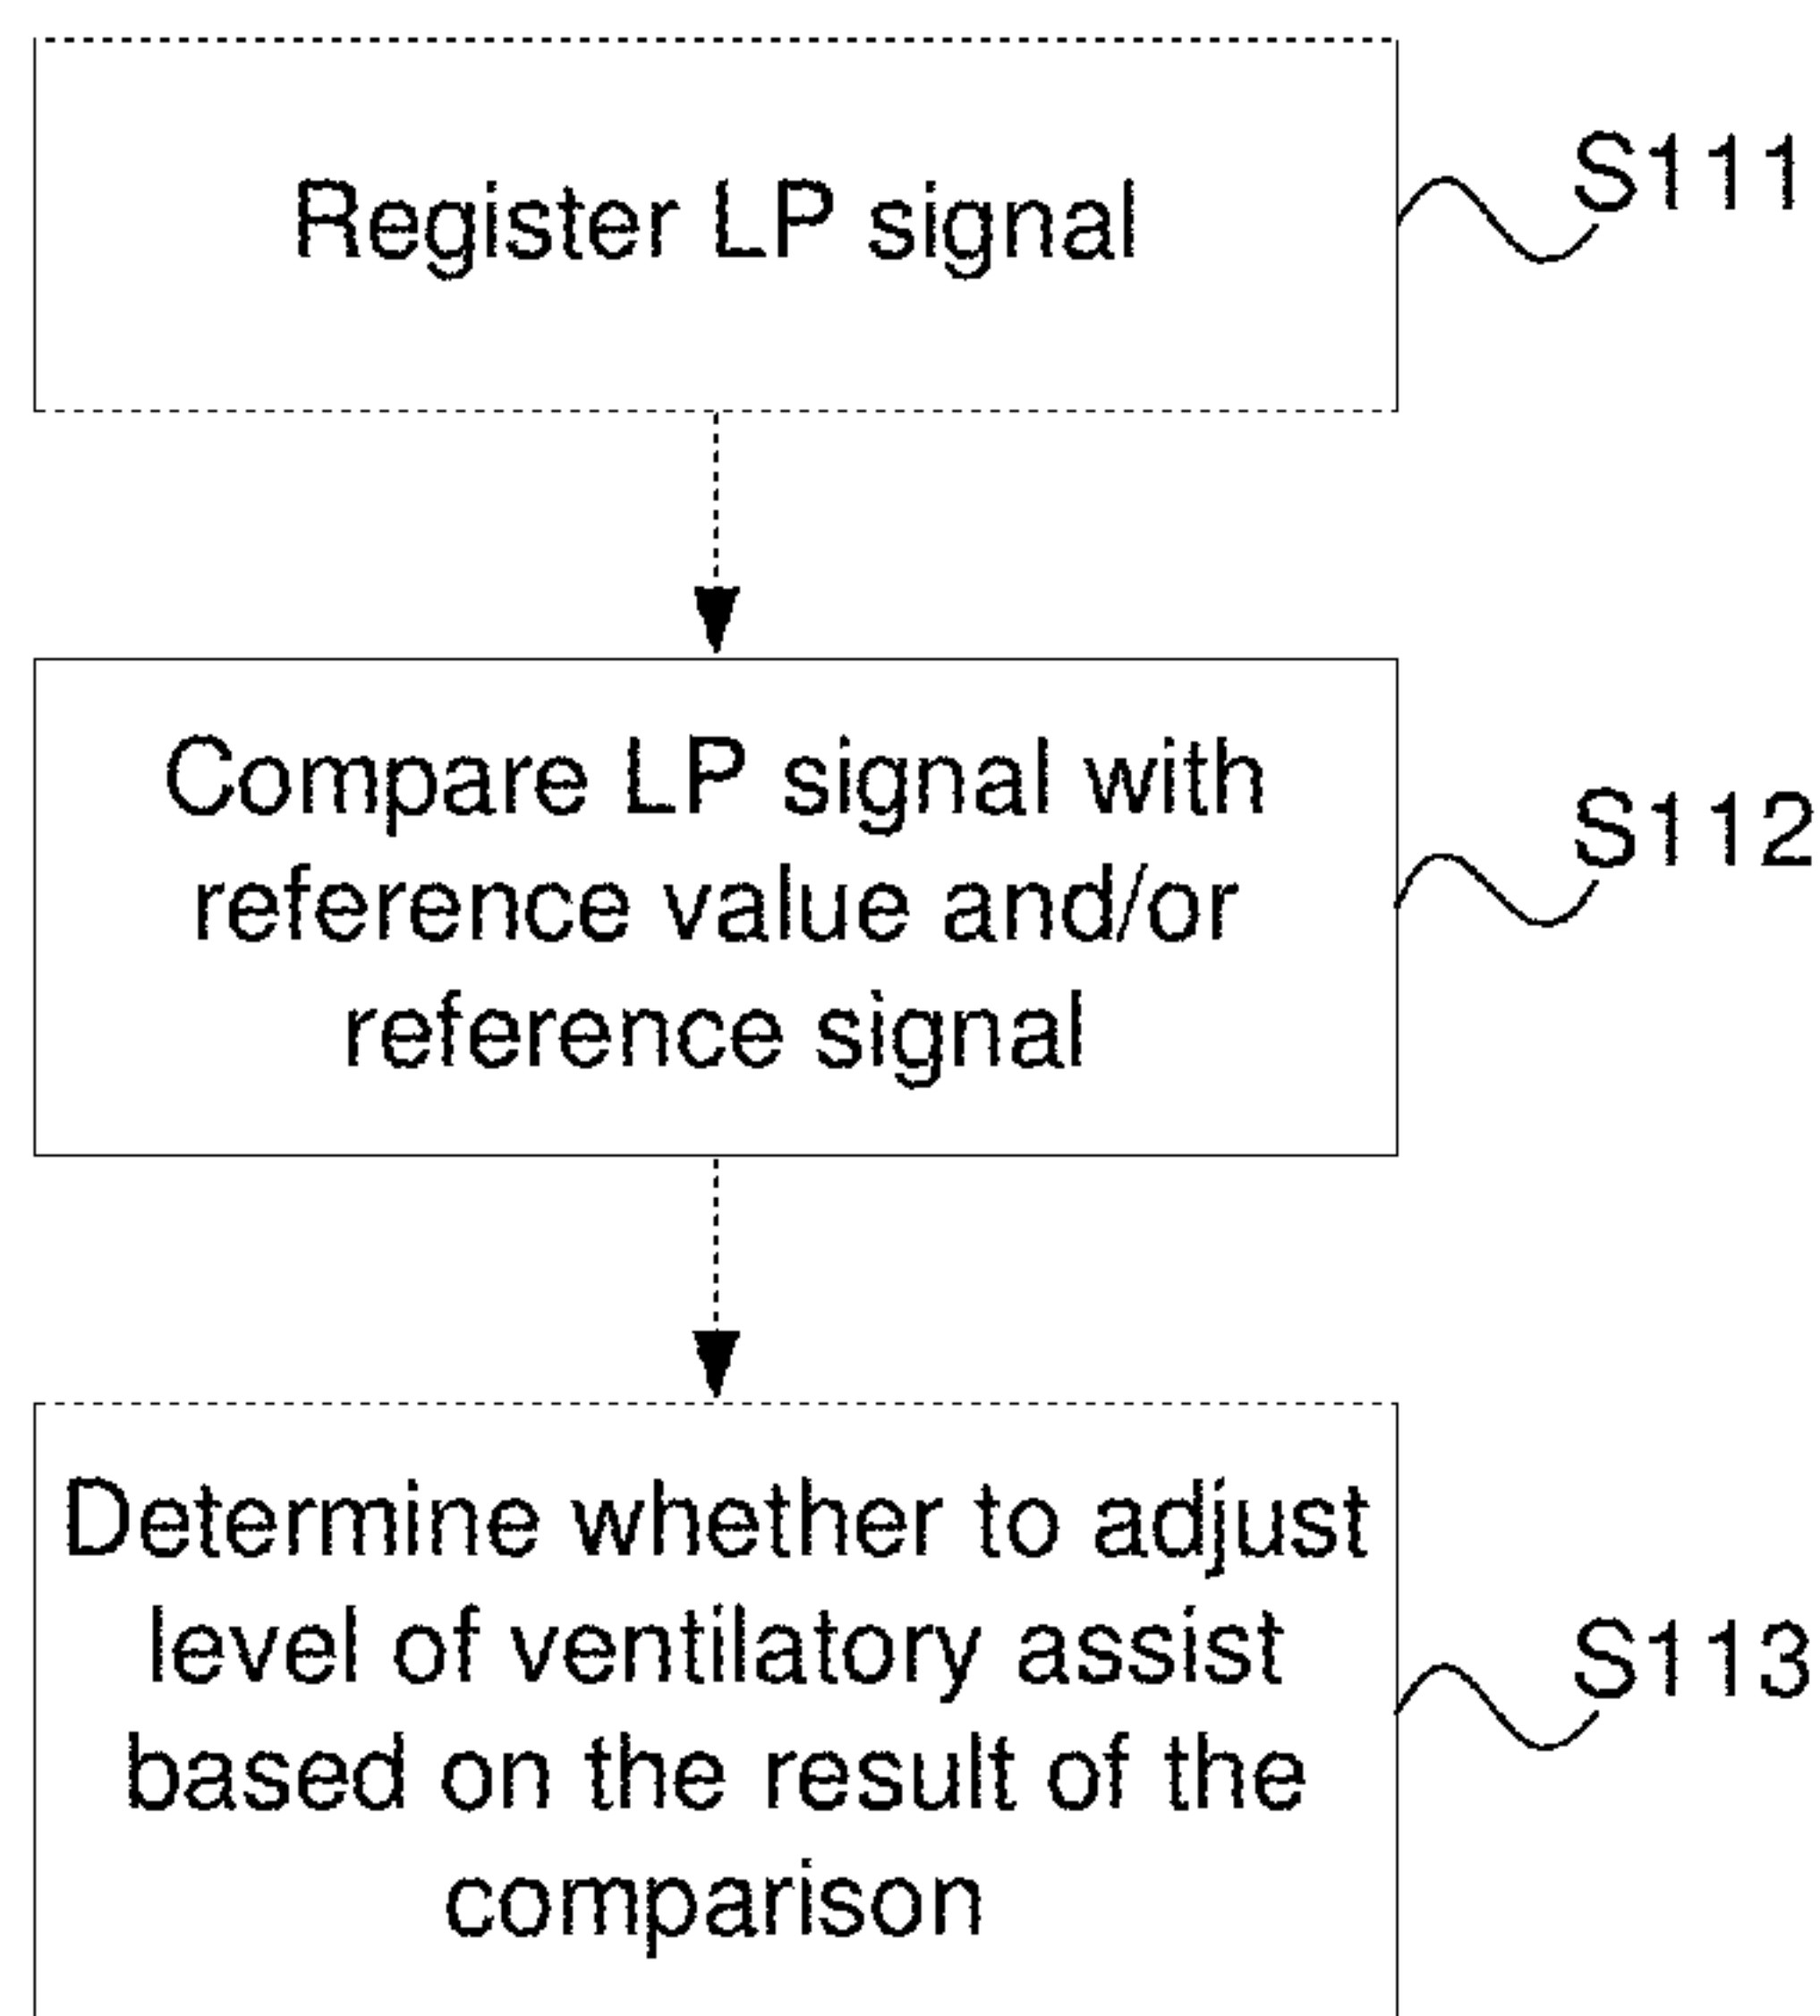 Register LP signal
S111
Compare LP signal with
reference value and/or
reference signal
S112
Determine whether to adjust
level of ventilatory assist
based on the result of the
comparison
S113